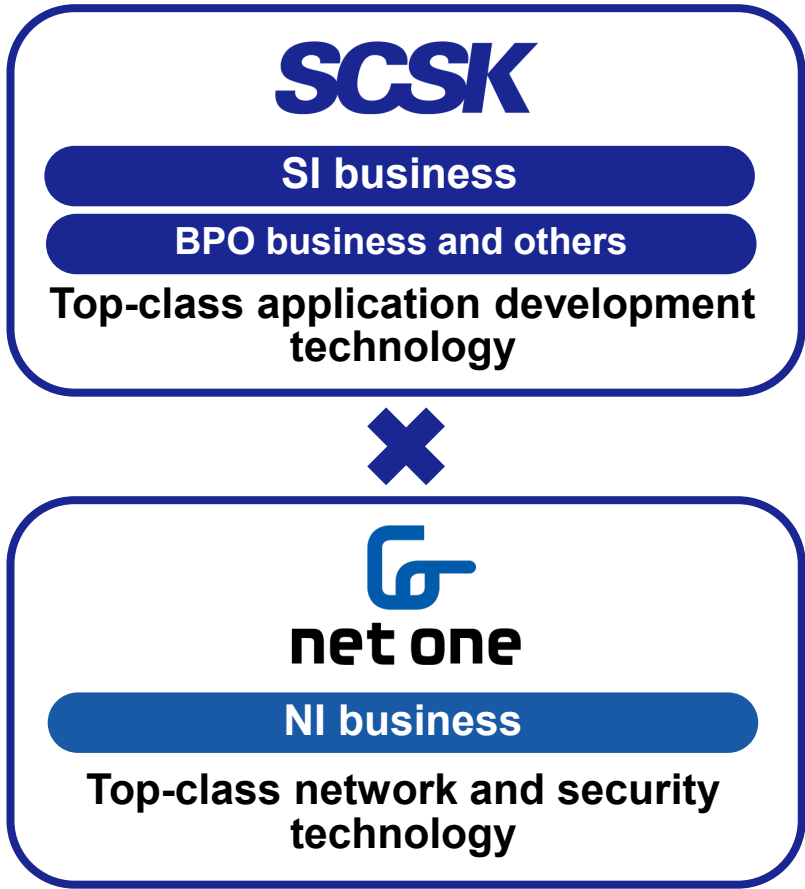 SCSK
SI business
BPO business and others
Top-class application development
technology
net one
NI business
Top-class network and security
technology